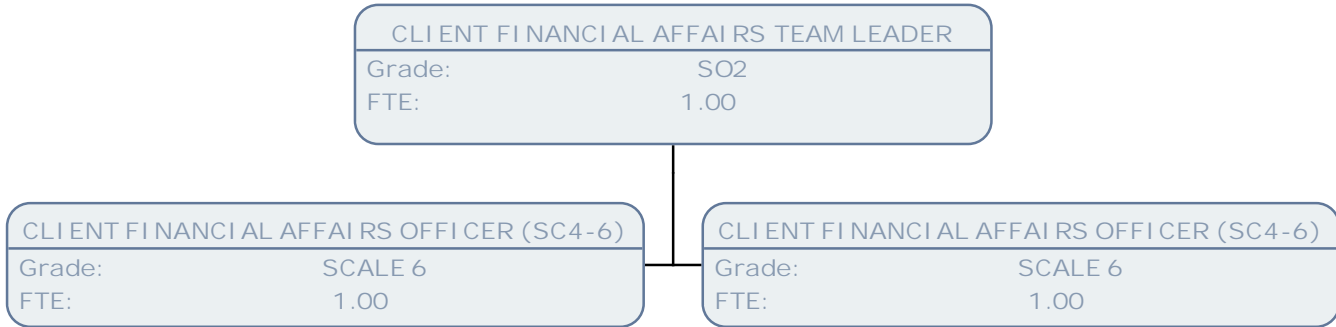 CLIENT FINANCIAL AFFAIRS TEAM LEADER
Grade: SO2
FTE: 1.00
CLIENT FINANCIAL AFFAIRS OFFICER (SC4-6)
Grade: SCALE 6
FTE: 1.00
CLIENT FINANCIAL AFFAIRS OFFICER (SC4-6)
Grade: SCALE 6
FTE: 1.00